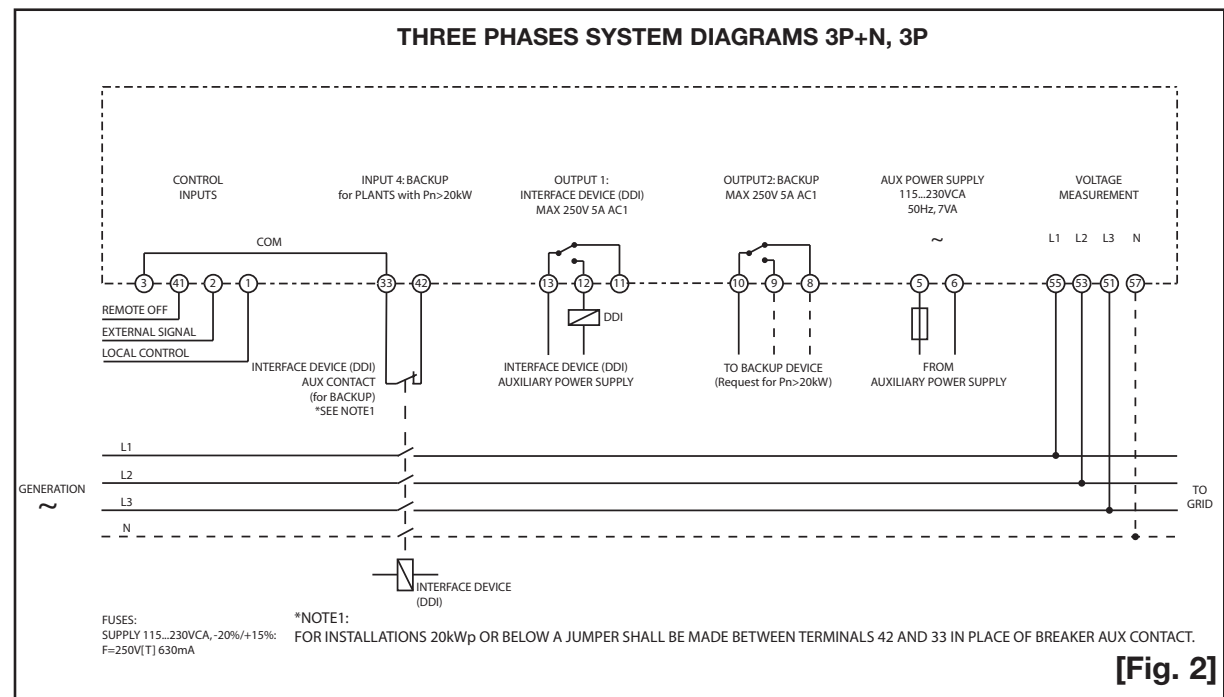 THREE PHASES SYSTEM DIAGRAMS 3P+N, 3P
CONTROL
INPUTS
INPUT 4: BACKUP
for PLANTS with Pn>20kW
OUTPUT 1:
INTERFACE DEVICE (DDI)
MAX 250V 5A AC1
OUTPUT2: BACKUP
MAX 250V 5A AC1
AUX POWER SUPPLY
115...230VCA
50Hz, 7VA
~
VOLTAGE
MEASUREMENT
L1 L2 L3 N
COM
3 41 2 1 33 42 13 12 11 10 9 8 5 6 55 53 51 57
REMOTE OFF
EXTERNAL SIGNAL
LOCAL CONTROL
DDI
INTERFACE DEVICE (DDI)
AUX CONTACT
(for BACKUP)
*SEE NOTE1
INTERFACE DEVICE (DDI)
AUXILIARY POWER SUPPLY
TO BACKUP DEVICE
(Request for Pn>20kW)
FROM
AUXILIARY POWER SUPPLY
GENERATION
~
L1
L2
L3
N
TO
GRID
INTERFACE DEVICE
(DDI)
FUSES:
SUPPLY 115...230VCA, -20%/+15%:
F=250V[T] 630mA
*NOTE1:
FOR INSTALLATIONS 20kWp OR BELOW A JUMPER SHALL BE MADE BETWEEN TERMINALS 42 AND 33 IN PLACE OF BREAKER AUX CONTACT.
[Fig. 2]